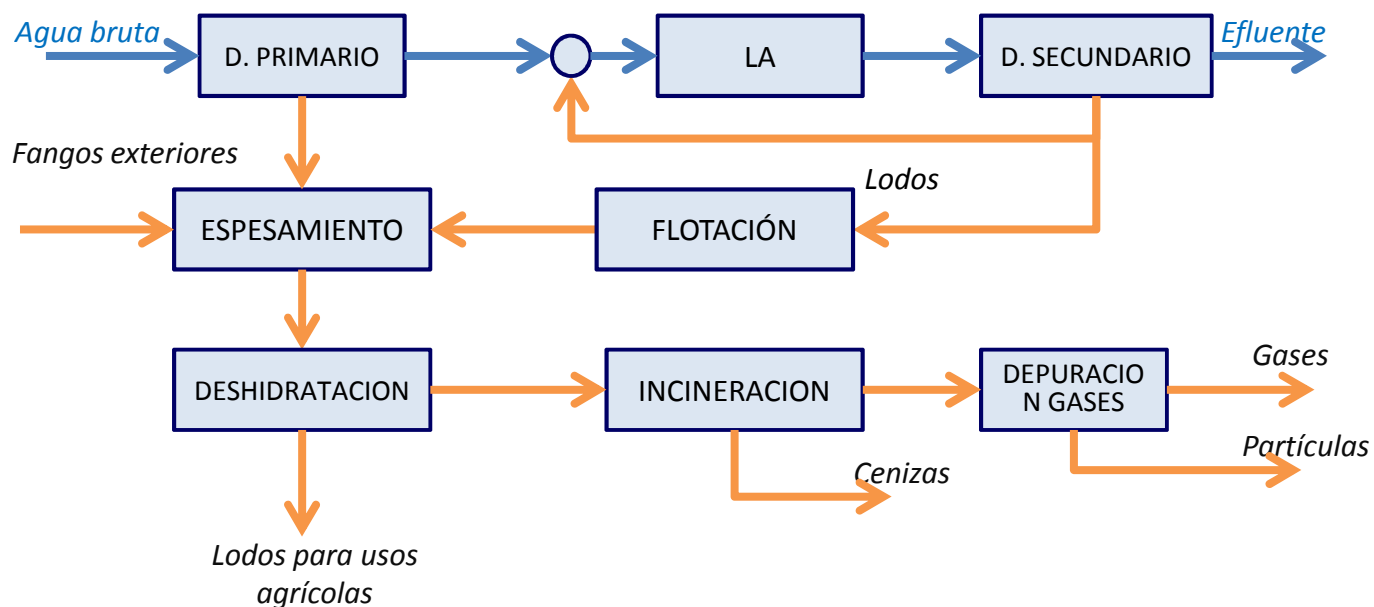 Agua bruta
D. PRIMARIO
LA
D. SECUNDARIO
Efluente
Fangos exteriores
Lodos
ESPESAMIENTO
FLOTACIÓN
DESHIDRATACION
INCINERACION
DEPURACIO
N GASES
Gases
Partículas
Cenizas
Lodos para usos
agrícolas